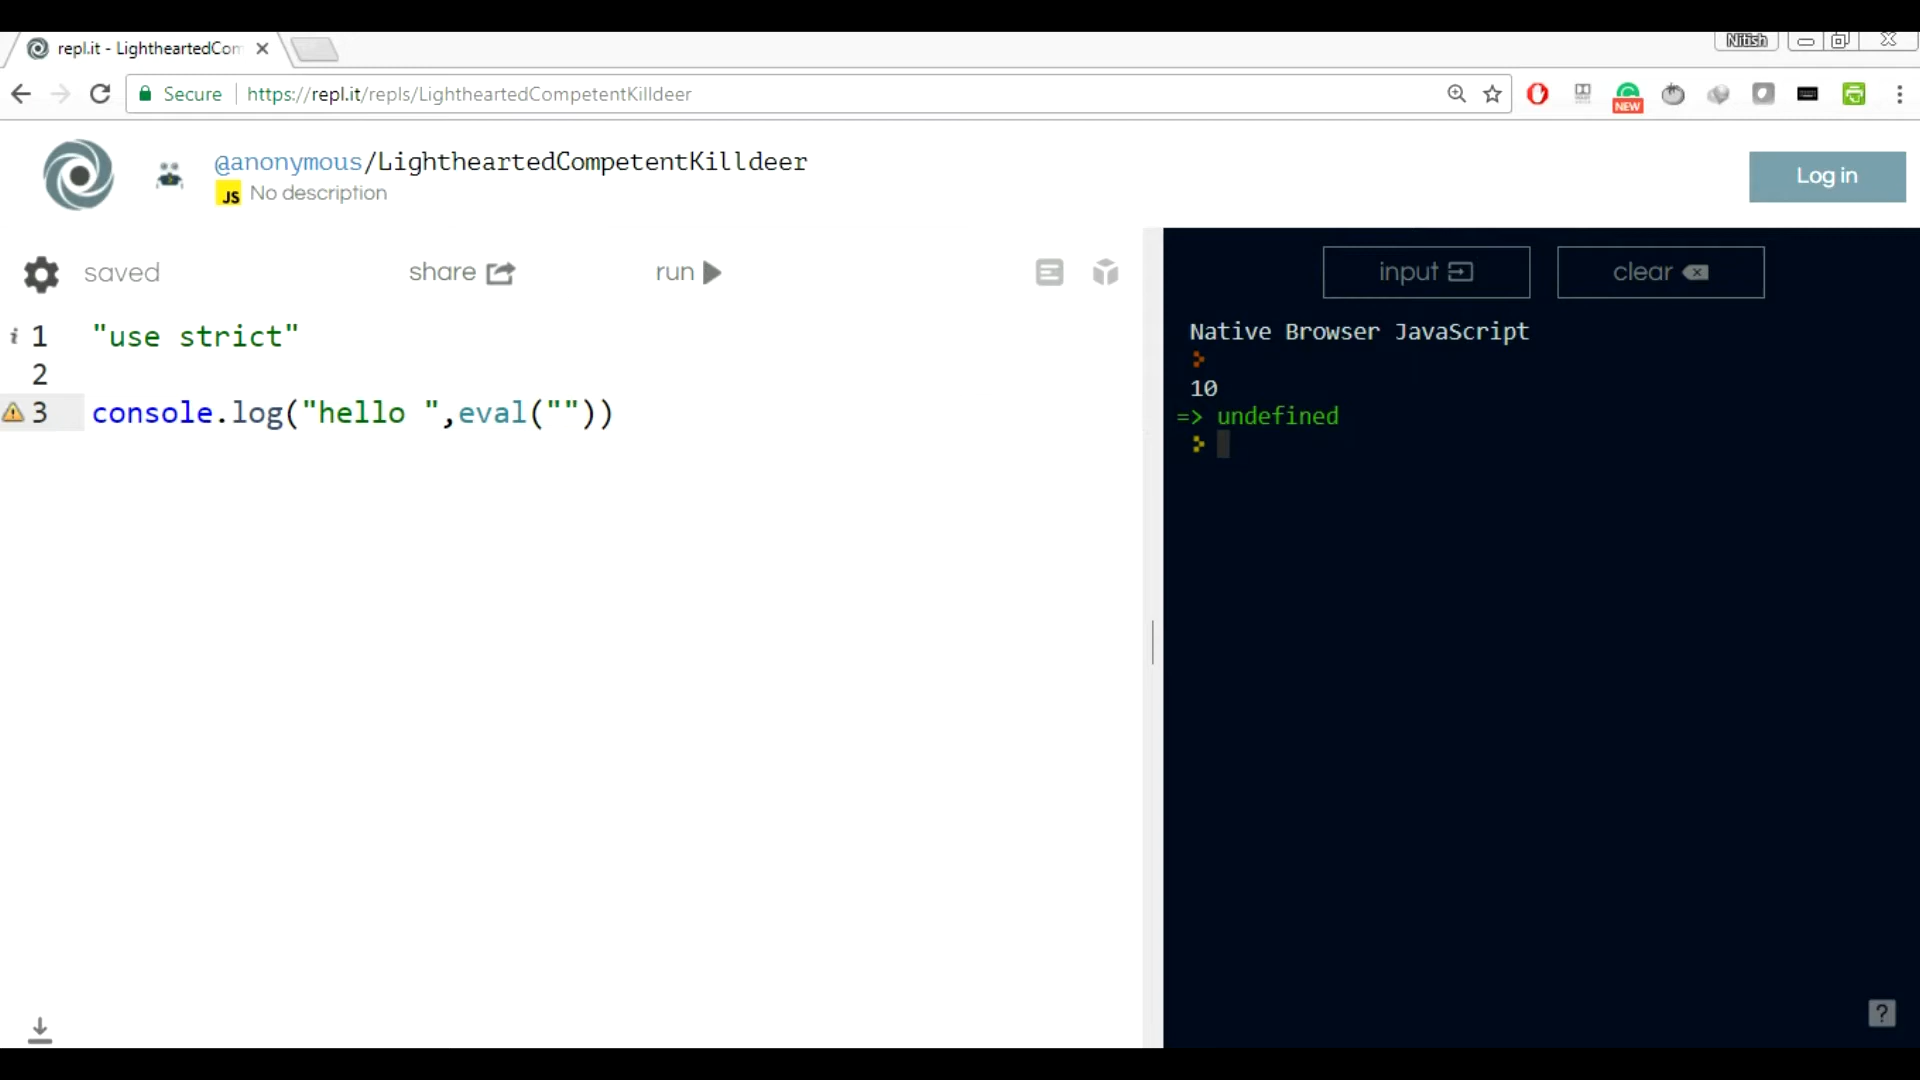 repl.it - LightheartedCom
Nitish
Secure https://repl.it/repls/LightheartedCompetentKilldeer
NEW
@anonymous/LightheartedCompetentKilldeer
JS No description
Log in
saved share run
input clear
i 1 "use strict"
2
3 console.log("hello ",eval(""))
Native Browser JavaScript
10
=> undefined
?